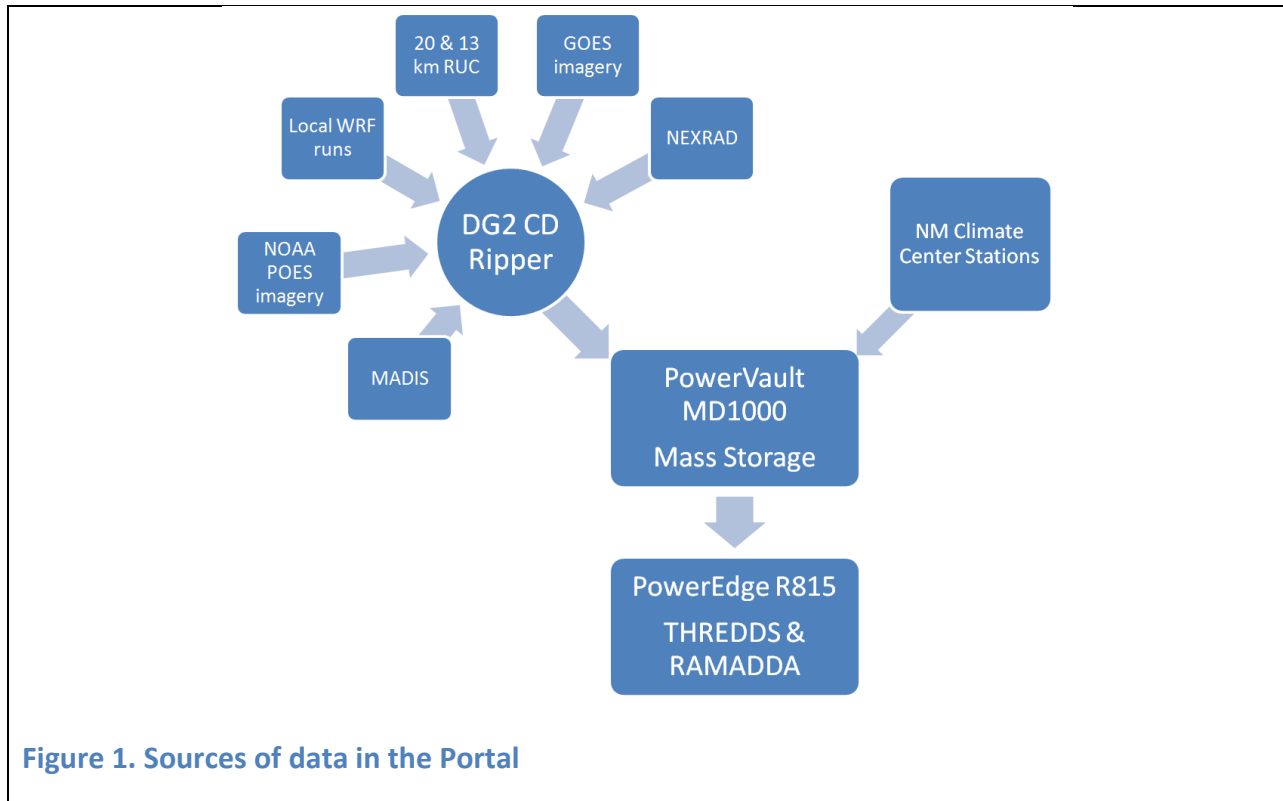 20 & 13
km RUC
GOES
imagery
Local WRF
runs
NEXRAD
DG2 CD
Ripper
NOAA
POES
imagery
MADIS
NM Climate
Center Stations
PowerVault
MD1000
Mass Storage
PowerEdge R815
THREDDS &
RAMADDA
Figure 1. Sources of data in the Portal